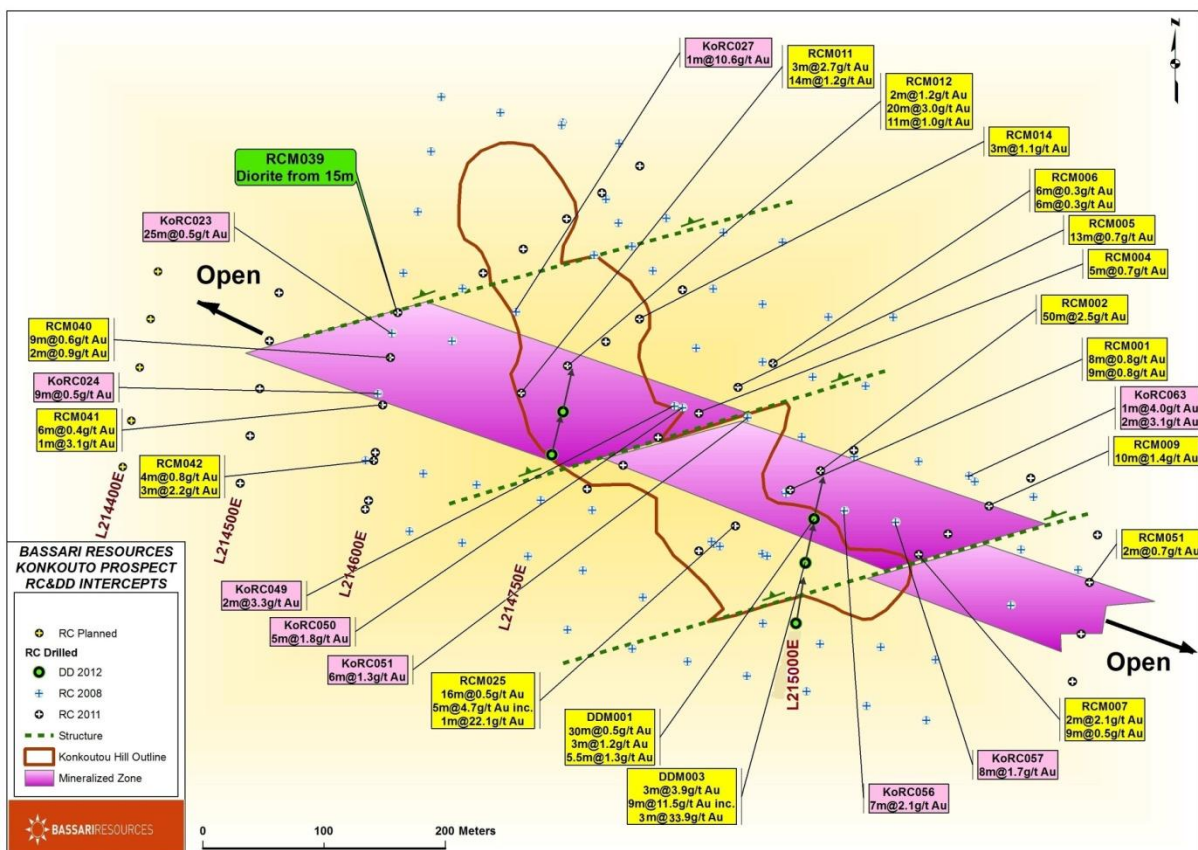 KoRC027
1m@10.6g/t Au
RCM011
3m@2.7g/t Au
14m@1.2g/t Au
RCM012
2m@1.2g/t Au
20m@3.0g/t Au
11m@1.0g/t Au
N
RCM014
3m@1.1g/t Au
RCM039
Diorite from 15m
RCM006
6m@0.3g/t Au
6m@0.3g/t Au
KoRC023
25m@0.5g/t Au
RCM005
13m@0.7g/t Au
RCM004
5m@0.7g/t Au
Open
RCM002
50m@2.5g/t Au
RCM040
9m@0.6g/t Au
2m@0.9g/t Au
RCM001
8m@0.8g/t Au
9m@0.8g/t Au
KoRC024
9m@0.5g/t Au
KoRC063
1m@4.0g/t Au
2m@3.1g/t Au
RCM041
6m@0.4g/t Au
1m@3.1g/t Au
RCM009
10m@1.4g/t Au
RCM042
4m@0.8g/t Au
3m@2.2g/t Au
L214400E
L214500E
L214600E
L214750E
L215000E
RCM051
2m@0.7g/t Au
KoRC049
2m@3.3g/t Au
KoRC050
5m@1.8g/t Au
KoRC051
6m@1.3g/t Au
Open
RCM025
16m@0.5g/t Au
5m@4.7g/t Au inc.
1m@22.1g/t Au
DDM001
30m@0.5g/t Au
3m@1.2g/t Au
5.5m@1.3g/t Au
RCM007
2m@2.1g/t Au
9m@0.5g/t Au
KoRC057
8m@1.7g/t Au
DDM003
3m@3.9g/t Au
9m@11.5g/t Au inc.
3m@33.9g/t Au
KoRC056
7m@2.1g/t Au
BASSARI RESOURCES
KONKOUTO PROSPECT
RC&DD INTERCEPTS
RC Planned
RC Drilled
DD 2012
RC 2008
RC 2011
Structure
Konkoutou Hill Outline
Mineralized Zone
BASSARIRESOURCES
0 100 200 Meters